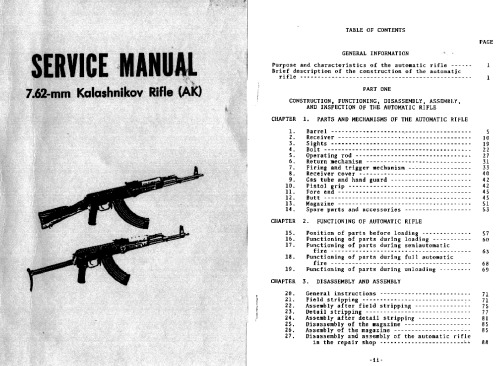 SERVICE MANUAL
7.62-mm Kalashnikov Rifle (AK)
TABLE OF CONTENTS
PAGE
GENERAL INFORMATION
Purpose and characteristics of the automatic rifle ------ 1
Brief description of the construction of the automatic
rifle ------------------------------------------------ 1
PART ONE
CONSTRUCTION, FUNCTIONING, DISASSEMBLY, ASSEMBLY,
AND INSPECTION OF THE AUTOMATIC RIFLE
CHAPTER 1. PARTS AND MECHANISMS OF THE AUTOMATIC RIFLE
1. Barrel ---------------------------------- 5
2. Receiver -------------------------------- 10
3. Sights ---------------------------------- 19
4. Bolt ------------------------------------ 22
5. Operating rod --------------------------- 27
6. Return mechanism ------------------------ 31
7. Firing and trigger mechanism ------------ 33
8. Receiver cover -------------------------- 40
9. Gas tube and hand guard ----------------- 42
10. Pistol grip ----------------------------- 42
11. Fore end -------------------------------- 45
12. Butt ------------------------------------ 45
13. Magazine -------------------------------- 51
14. Spare parts and accessories ------------- 53
CHAPTER 2. FUNCTIONING OF AUTOMATIC RIFLE
15. Position of parts before loading -------- 57
16. Functioning of parts during loading ----- 60
17. Functioning of parts during semiautomatic
fire ------------------------------------ 63
18. Functioning of parts during full automatic
fire ------------------------------------ 68
19. Functioning of parts during unloading --- 69
CHAPTER 3. DISASSEMBLY AND ASSEMBLY
20. General instructions -------------------- 71
21. Field stripping ------------------------- 71
22. Assembly after field stripping ---------- 75
23. Detail stripping ------------------------ 77
24. Assembly after detail stripping --------- 81
25. Disassembly of the magazine ------------- 85
26. Assembly of the magazine ---------------- 85
27. Disassembly and assembly of the automatic rifle
in the repair shop ---------------------- 88
-ii-